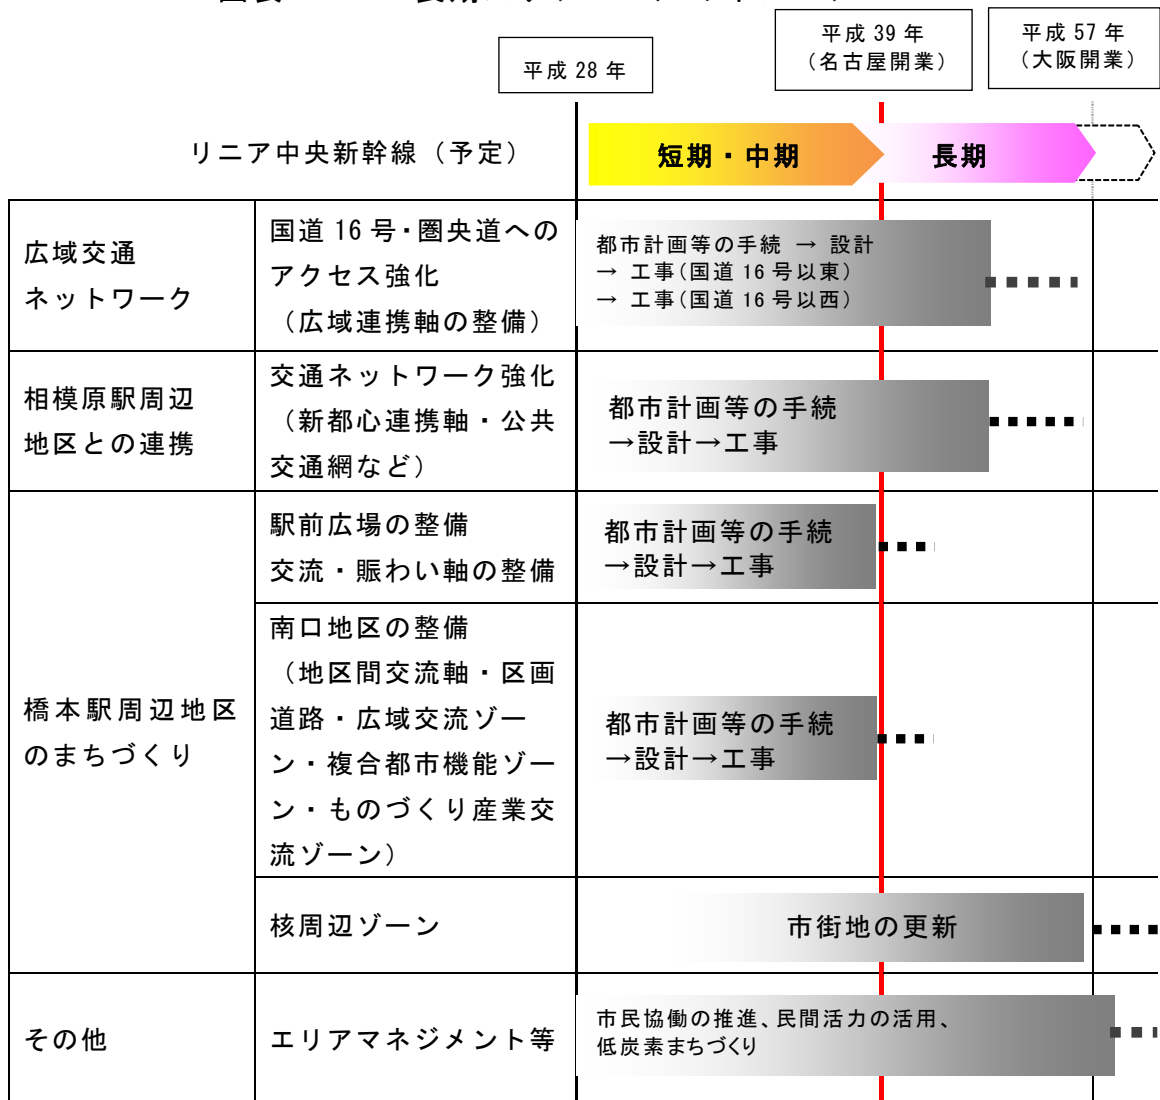 平成 28 年
平成 39 年
(名古屋開業)
平成 57 年
(大阪開業)
リニア中央新幹線(予定)
短期・中期
長期
広域交通
ネットワーク
国道 16 号・圏央道への
アクセス強化
(広域連携軸の整備)
都市計画等の手続 → 設計
→ 工事(国道 16 号以東)
→ 工事(国道 16 号以西)
相模原駅周辺
地区との連携
交通ネットワーク強化
(新都心連携軸・公共
交通網など)
都市計画等の手続
→設計→工事
橋本駅周辺地区
のまちづくり
駅前広場の整備
交流・賑わい軸の整備
都市計画等の手続
→設計→工事
南口地区の整備
(地区間交流軸・区画
道路・広域交流ゾー
ン・複合都市機能ゾー
ン・ものづくり産業交
流ゾーン)
都市計画等の手続
→設計→工事
核周辺ゾーン
市街地の更新
その他
エリアマネジメント等
市民協働の推進、民間活力の活用、
低炭素まちづくり